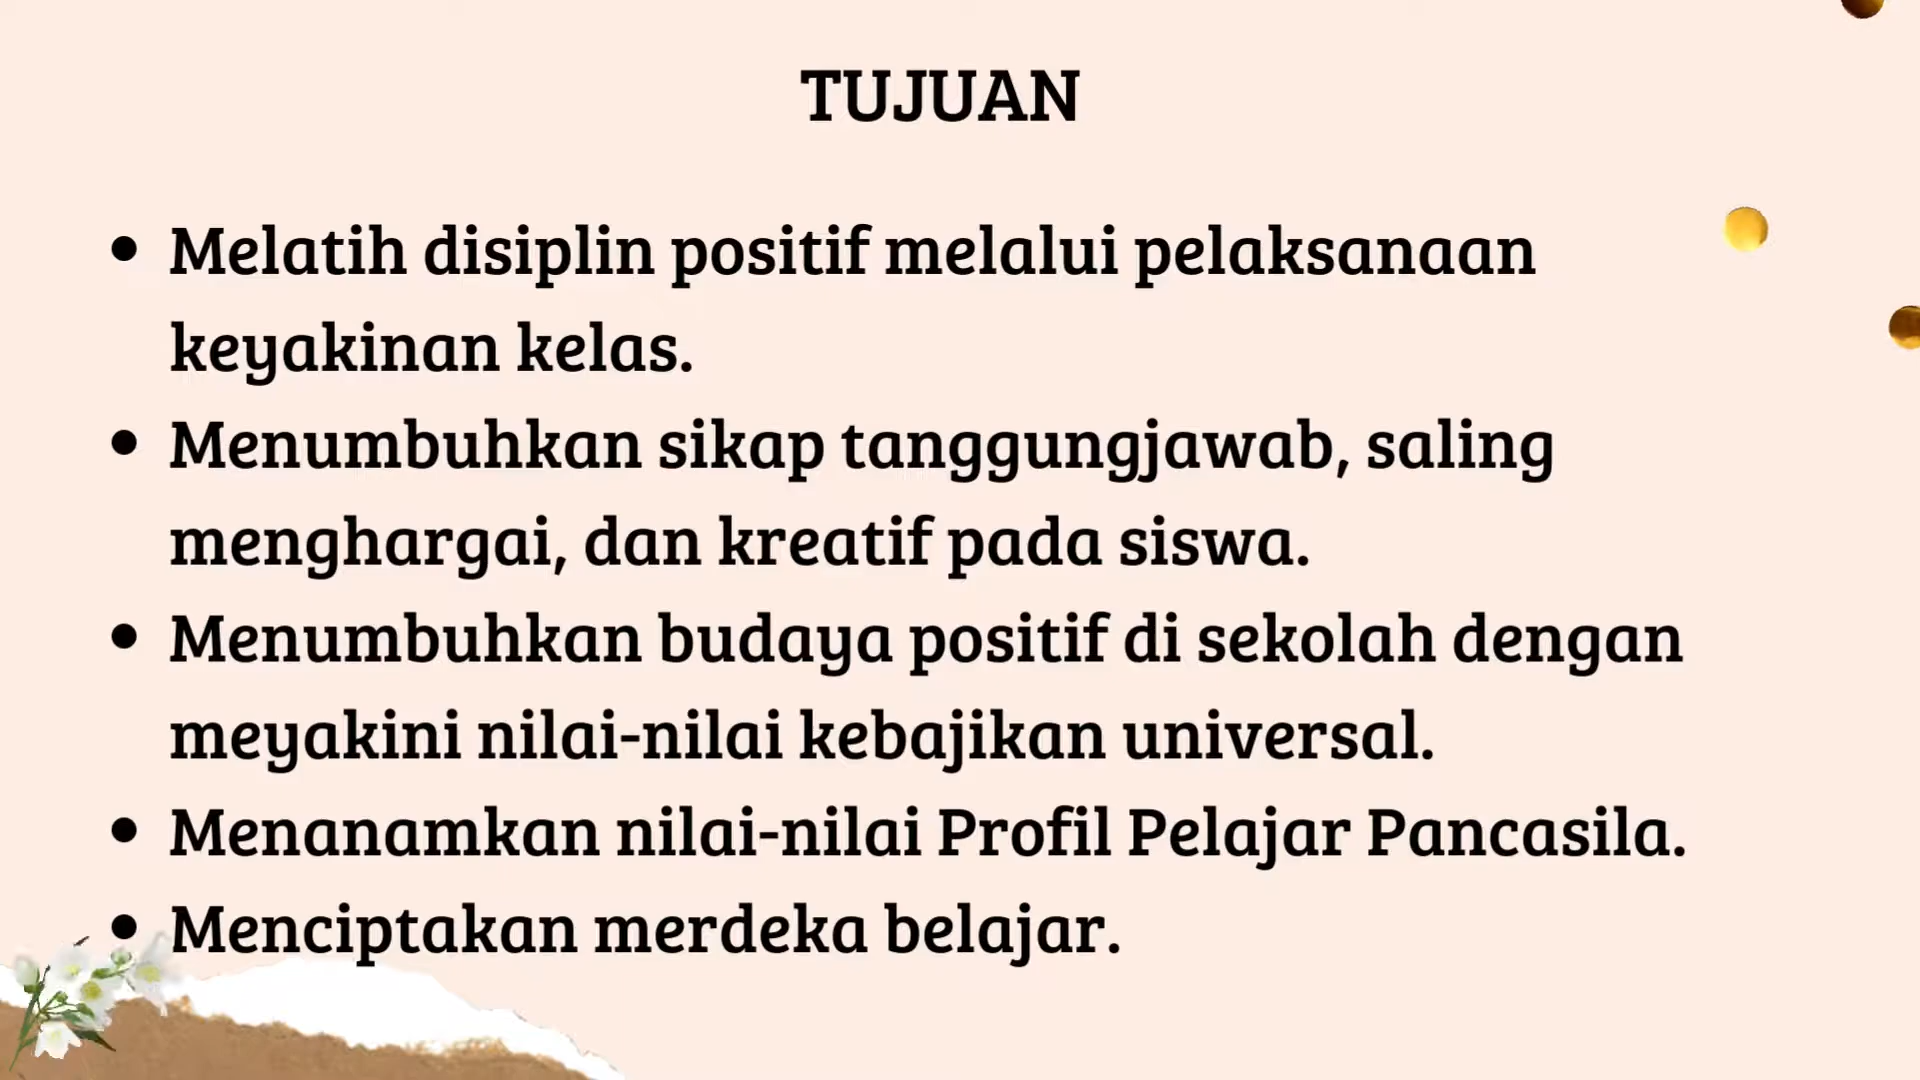 TUJUAN
• Melatih disiplin positif melalui pelaksanaan
keyakinan kelas.
• Menumbuhkan sikap tanggungjawab, saling
menghargai, dan kreatif pada siswa.
• Menumbuhkan budaya positif di sekolah dengan
meyakini nilai-nilai kebajikan universal.
• Menanamkan nilai-nilai Profil Pelajar Pancasila.
• Menciptakan merdeka belajar.